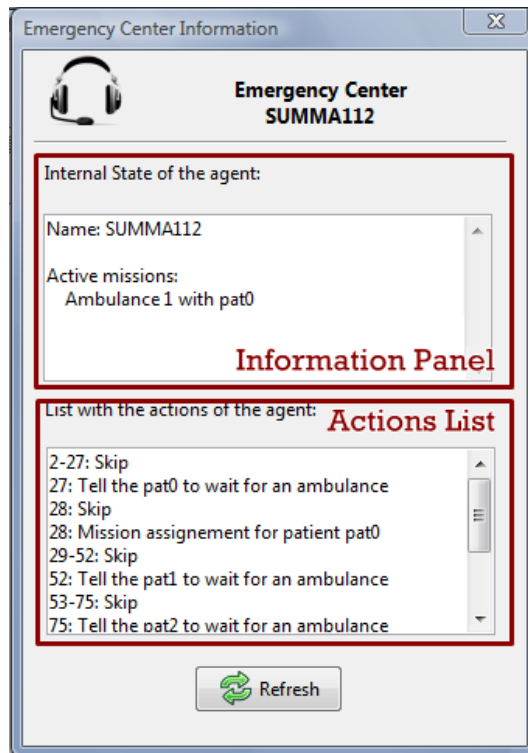 Emergency Center Information
Emergency Center
SUMMA112
Internal State of the agent:
Name: SUMMA112
Active missions:
Ambulance 1 with pat0
Information Panel
List with the actions of the agent:
Actions List
2-27: Skip
27: Tell the pat0 to wait for an ambulance
28: Skip
28: Mission assignement for patient pat0
29-52: Skip
52: Tell the pat1 to wait for an ambulance
53-75: Skip
75: Tell the pat2 to wait for an ambulance
Refresh